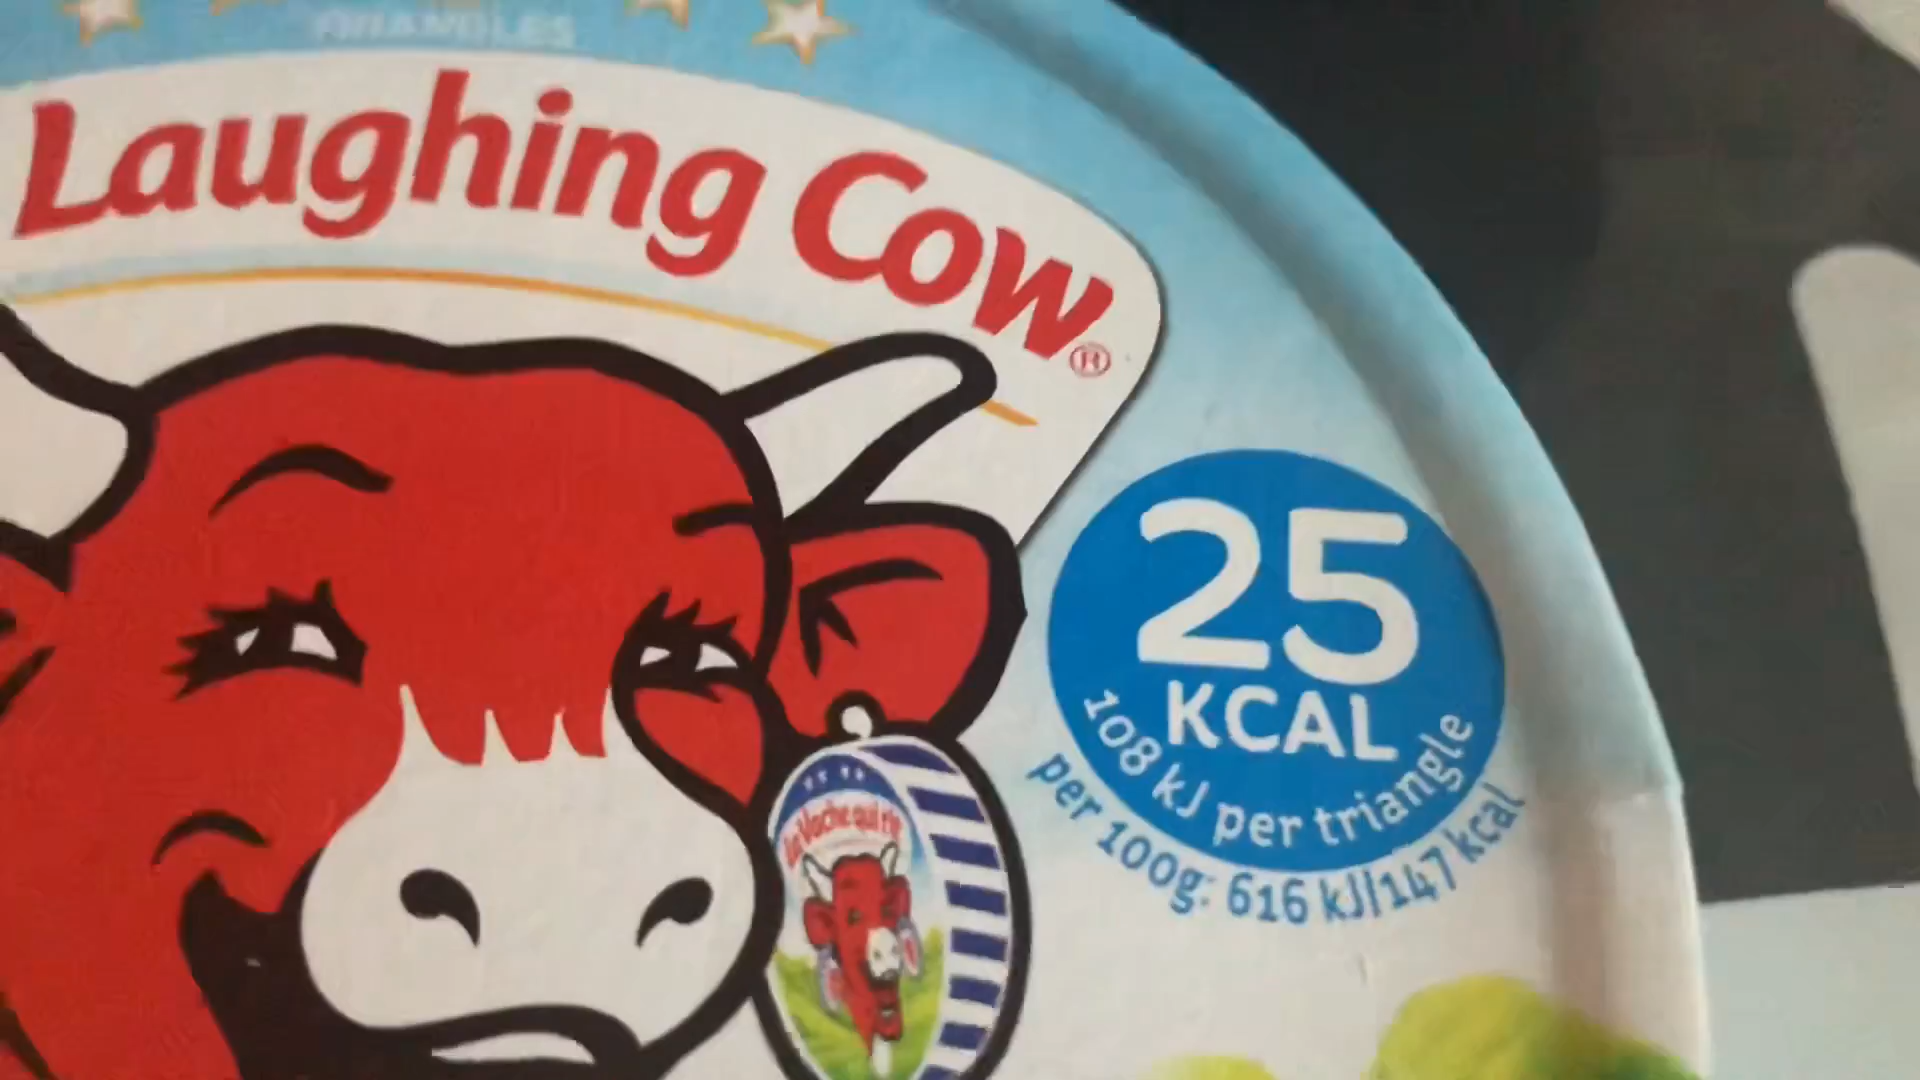 TRIANGLES
Laughing Cow®
25
KCAL
108 kJ per triangle
per 100g: 616 kJ|147 kcal
La Vache qui rit